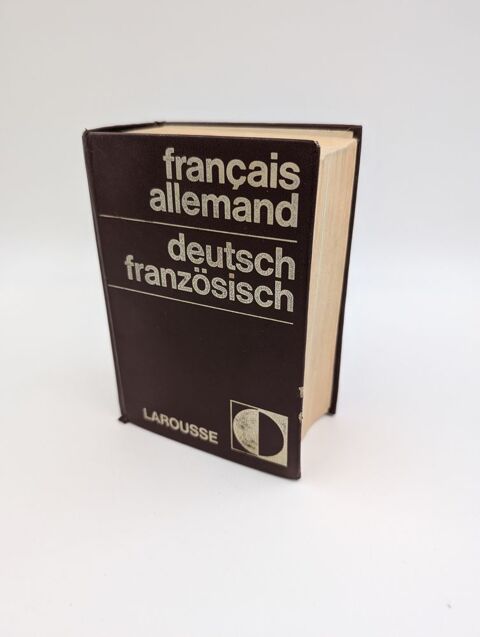 français
allemand
deutsch
französisch
LAROUSSE